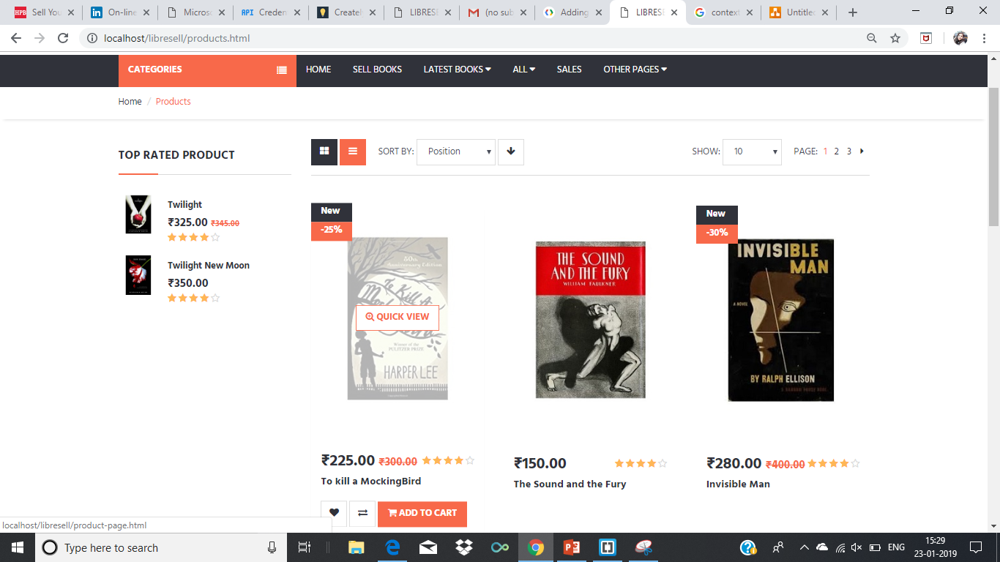 HPB Sell You
in On-line
Microso
API Creden
Createl
LIBRESE
(no sub
Adding
LIBRESE
context
Untitled
localhost/libresell/products.html
CATEGORIES HOME SELL BOOKS LATEST BOOKS ALL SALES OTHER PAGES
Home / Products
TOP RATED PRODUCT
SORT BY: Position SHOW: 10 PAGE: 1 2 3
Twilight
₹325.00 ₹345.00
Twilight New Moon
₹350.00
New
-25%
50th
Anniversary Edition
To Kill A
QUICK VIEW
Winner of the
PULITZER PRIZE
HARPER LEE
THE SOUND
AND THE FURY
WILLIAM FAULKNER
New
-30%
INVISIBLE
MAN
A NOVEL
BY RALPH ELLISON
₹225.00 ₹300.00
To kill a MockingBird
ADD TO CART
₹150.00
The Sound and the Fury
₹280.00 ₹400.00
Invisible Man
localhost/libresell/product-page.html
Type here to search
ENG
15:29
23-01-2019